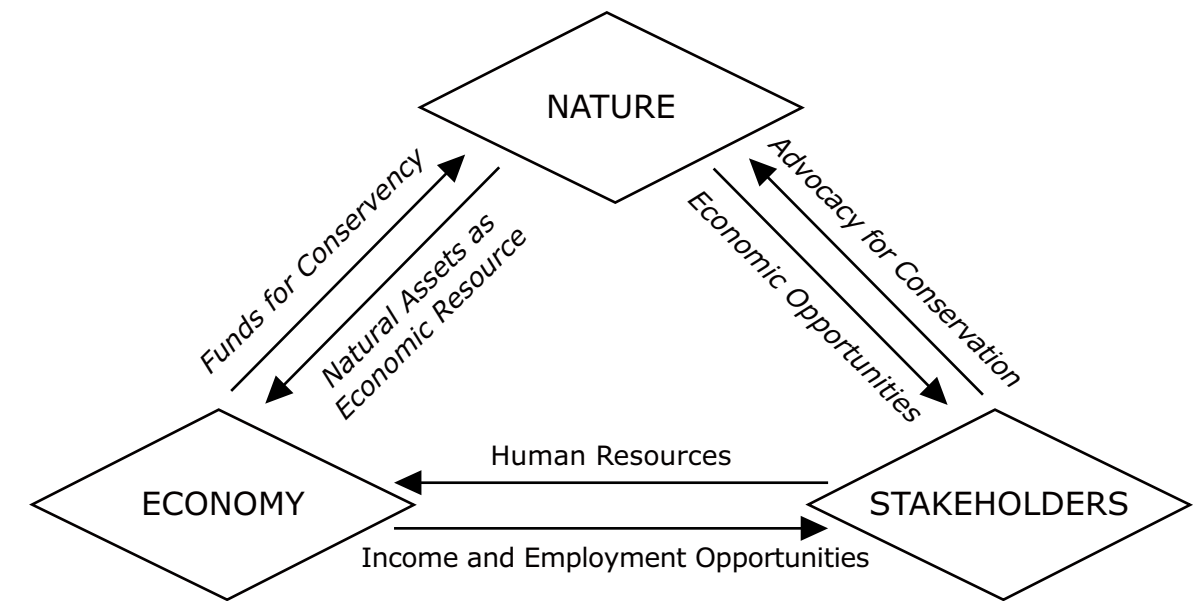 NATURE
Funds for Conservency
Natural Assets as
Economic Resource
Economic Opportunities
Advocacy for Conservation
ECONOMY
Human Resources
Income and Employment Opportunities
STAKEHOLDERS